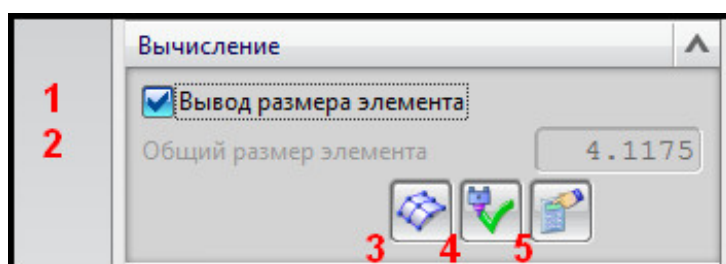 Вычисление
1 Вывод размера элемента
2 Общий размер элемента 4.1175
3 4 5